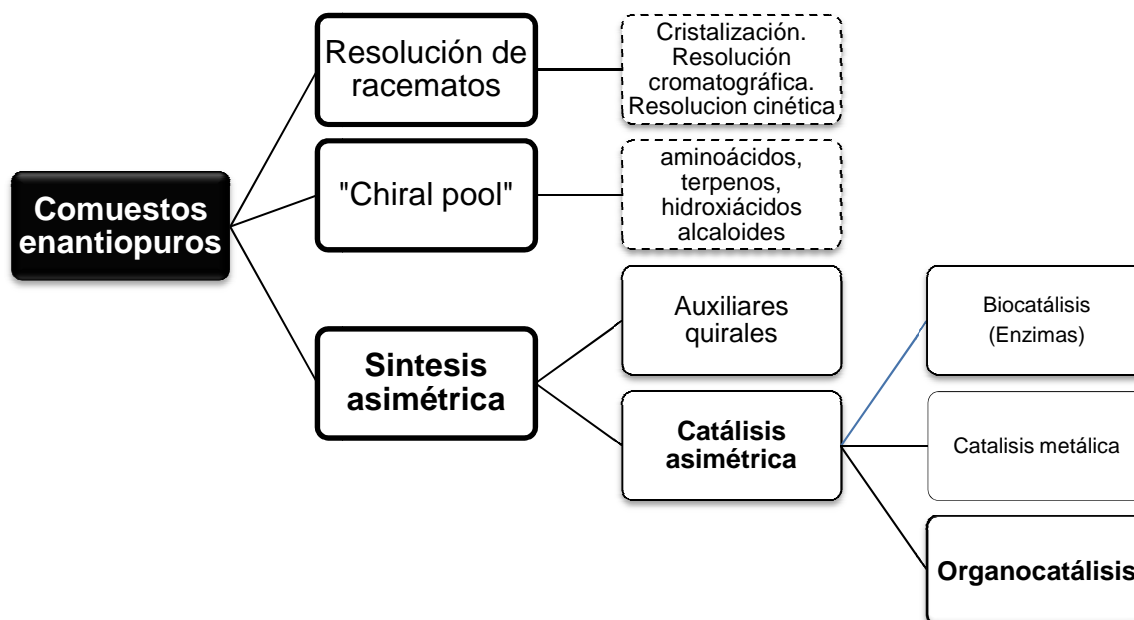 Comuestos
enantiopuros
Resolución de
racematos
Cristalización.
Resolución
cromatográfica.
Resolucion cinética
"Chiral pool"
aminoácidos,
terpenos,
hidroxiácidos
alcaloides
Sintesis
asimétrica
Auxiliares
quirales
Catálisis
asimétrica
Biocatálisis
(Enzimas)
Catalisis metálica
Organocatálisis